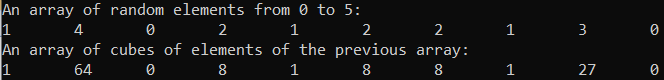 An array of random elements from 0 to 5:
1 4 0 2 1 2 2 1 3 0
An array of cubes of elements of the previous array:
1 64 0 8 1 8 8 1 27 0